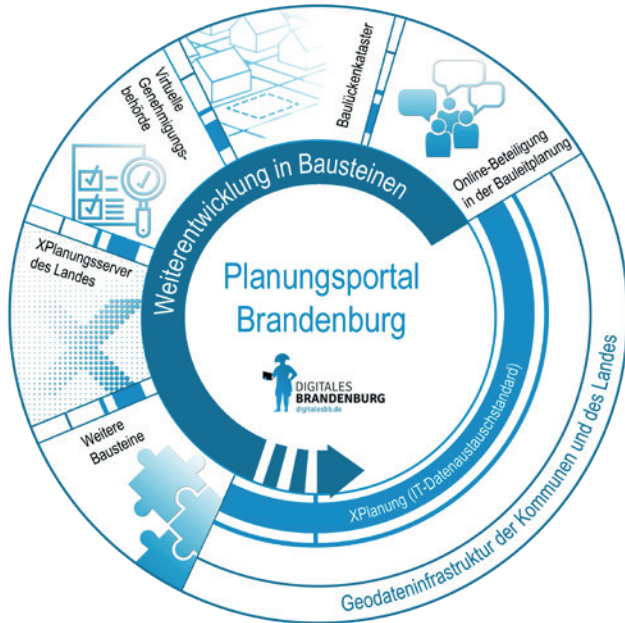 Planungsportal
Brandenburg
DIGITALES
BRANDENBURG
digitalesbb.de
Weiterentwicklung in Bausteinen
Online-Beteiligung
in der Bauleitplanung
Baulückenkataster
Virtuelle
Genehmigungs-
behörde
XPlanungsserver
des Landes
Weitere
Bausteine
XPlanung (IT-Datenaustauschstandard)
Geodateninfrastruktur der Kommunen und des Landes